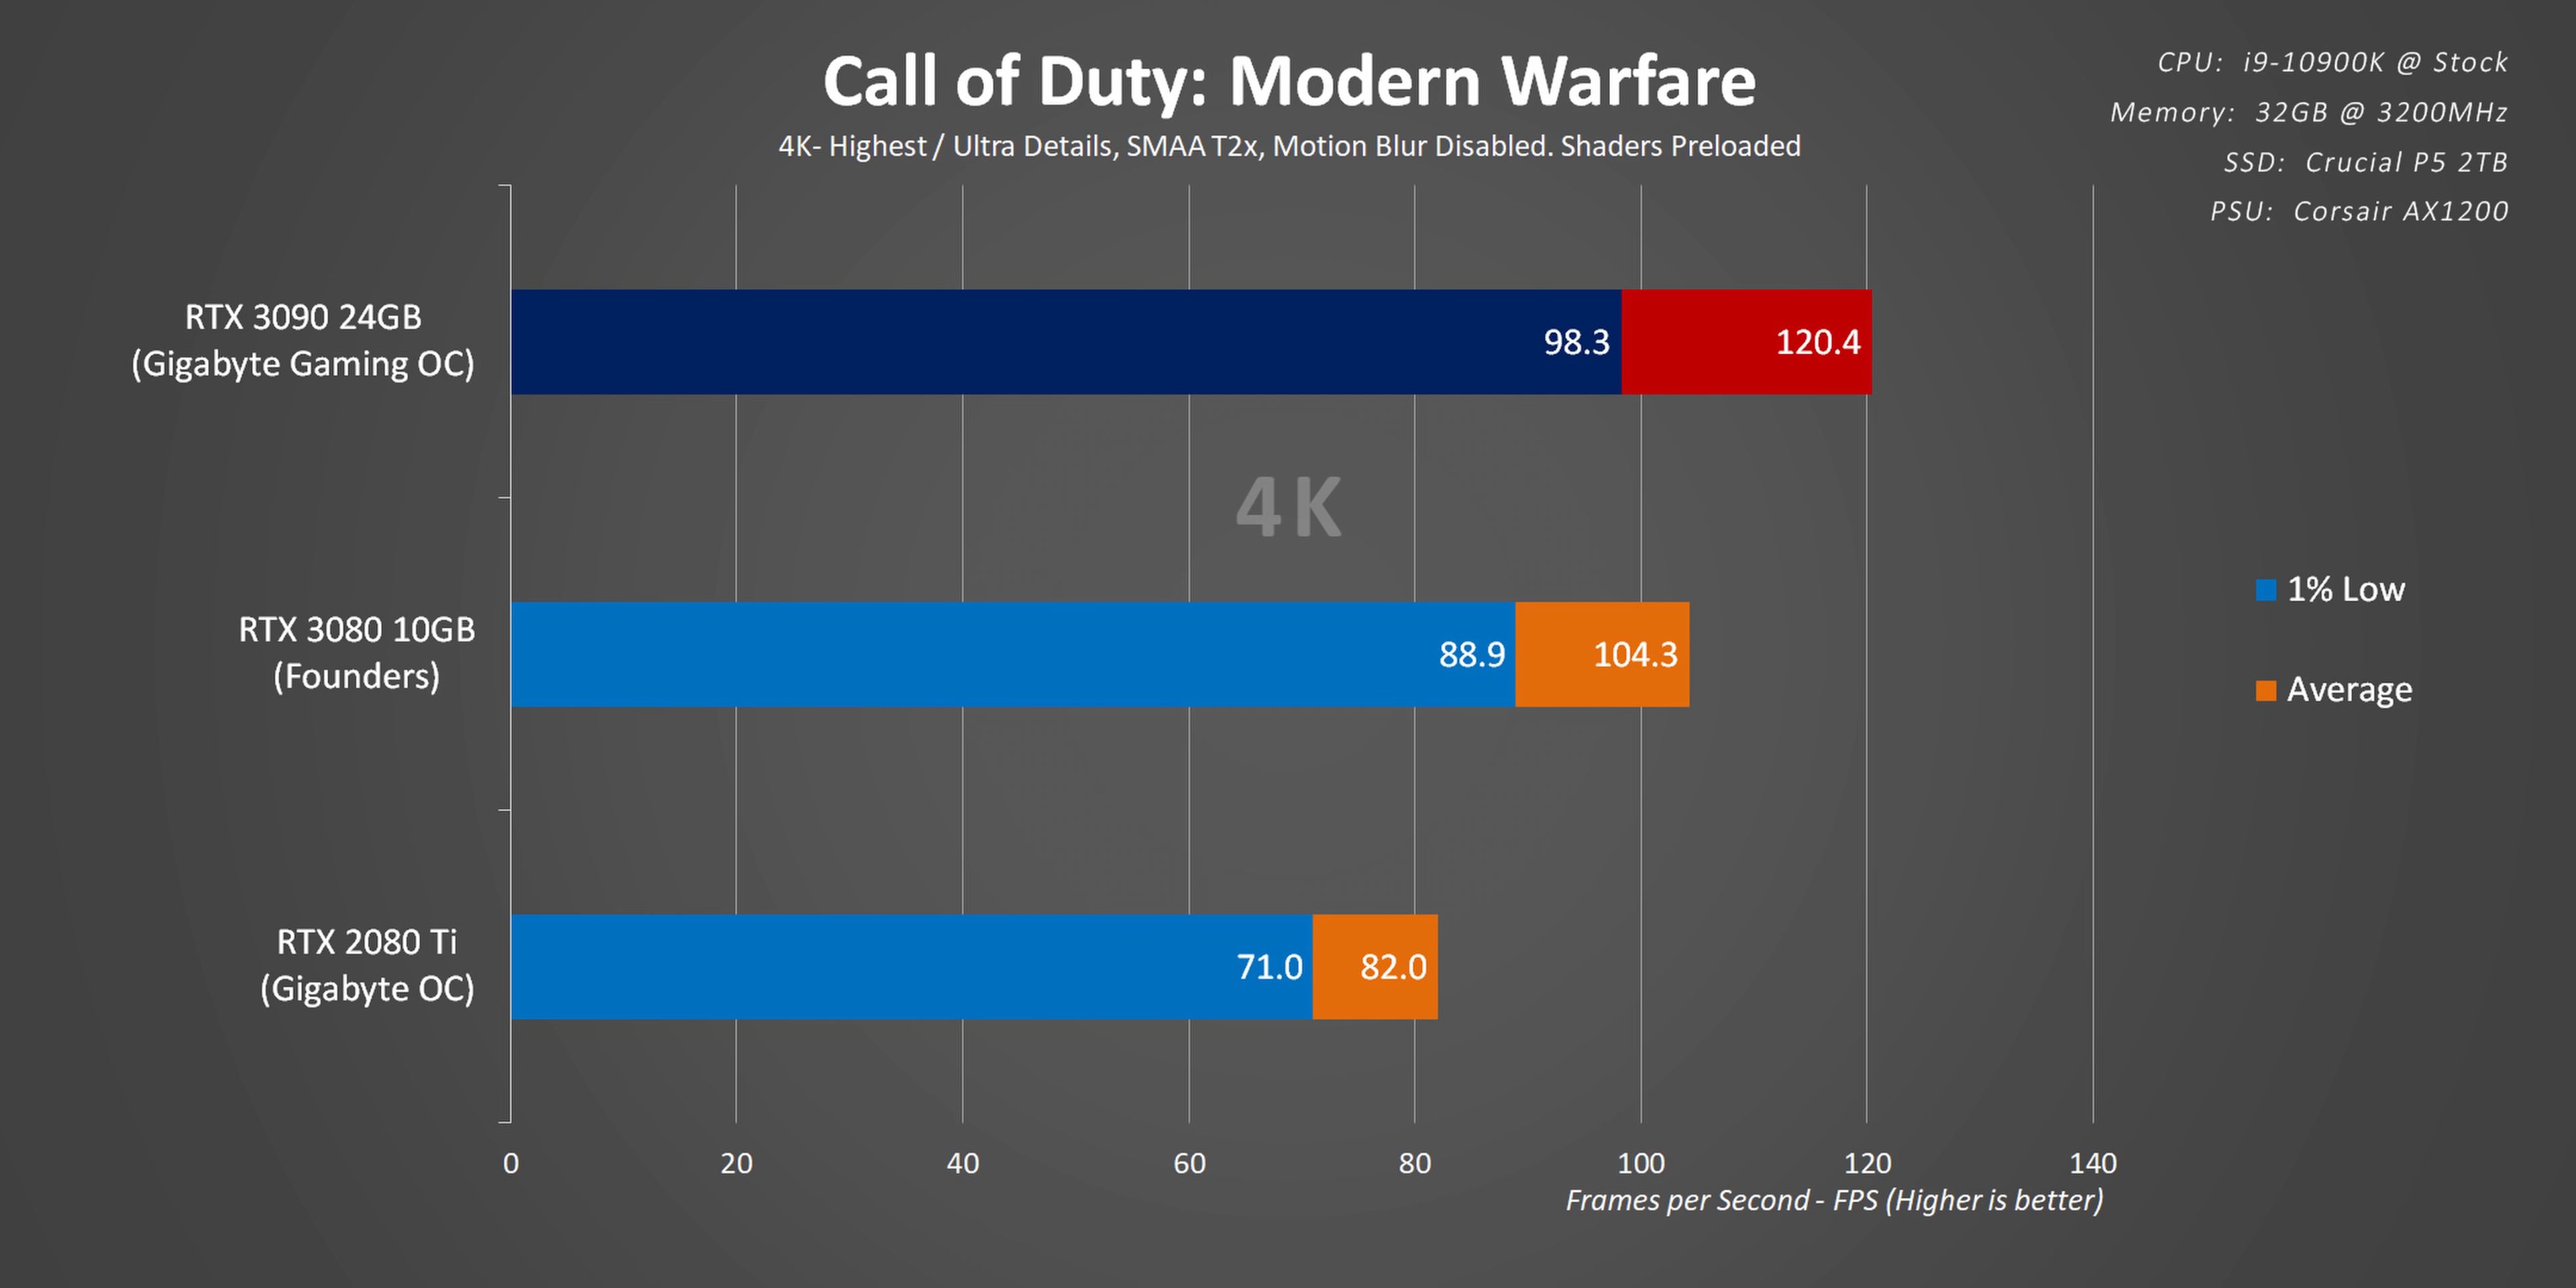 Call of Duty: Modern Warfare
4K- Highest / Ultra Details, SMAA T2x, Motion Blur Disabled. Shaders Preloaded
CPU: i9-10900K @ Stock
Memory: 32GB @ 3200MHz
SSD: Crucial P5 2TB
PSU: Corsair AX1200
RTX 3090 24GB
(Gigabyte Gaming OC)
98.3
120.4
4K
RTX 3080 10GB
(Founders)
88.9
104.3
1% Low
Average
RTX 2080 Ti
(Gigabyte OC)
71.0
82.0
0 20 40 60 80 100 120 140
Frames per Second - FPS (Higher is better)